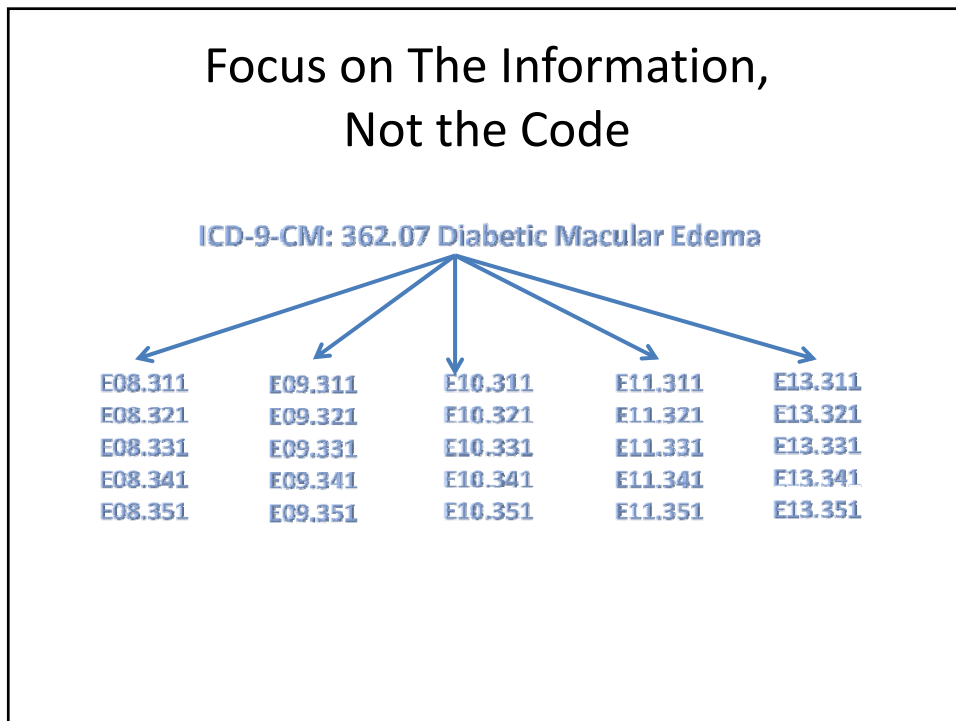 Focus on The Information,
Not the Code
ICD-9-CM: 362.07 Diabetic Macular Edema
E08.311 E09.311 E10.311 E11.311 E13.311
E08.321 E09.321 E10.321 E11.321 E13.321
E08.331 E09.331 E10.331 E11.331 E13.331
E08.341 E09.341 E10.341 E11.341 E13.341
E08.351 E09.351 E10.351 E11.351 E13.351